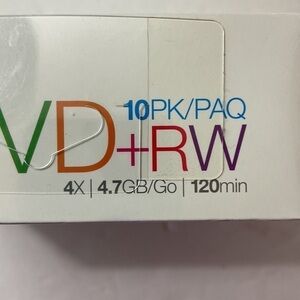 10PK/PAQ
VD+RW
4X | 4.7GB/Go | 120min